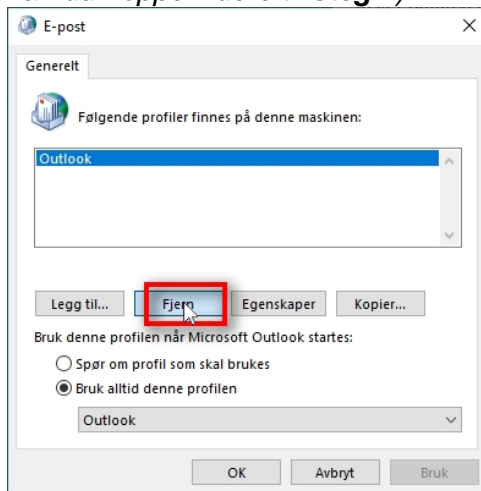 E-post
Generelt
Følgende profiler finnes på denne maskinen:
Outlook
Legg til... Fjern Egenskaper Kopier...
Bruk denne profilen når Microsoft Outlook startes:
Spør om profil som skal brukes
Bruk alltid denne profilen
Outlook
OK Avbryt Bruk